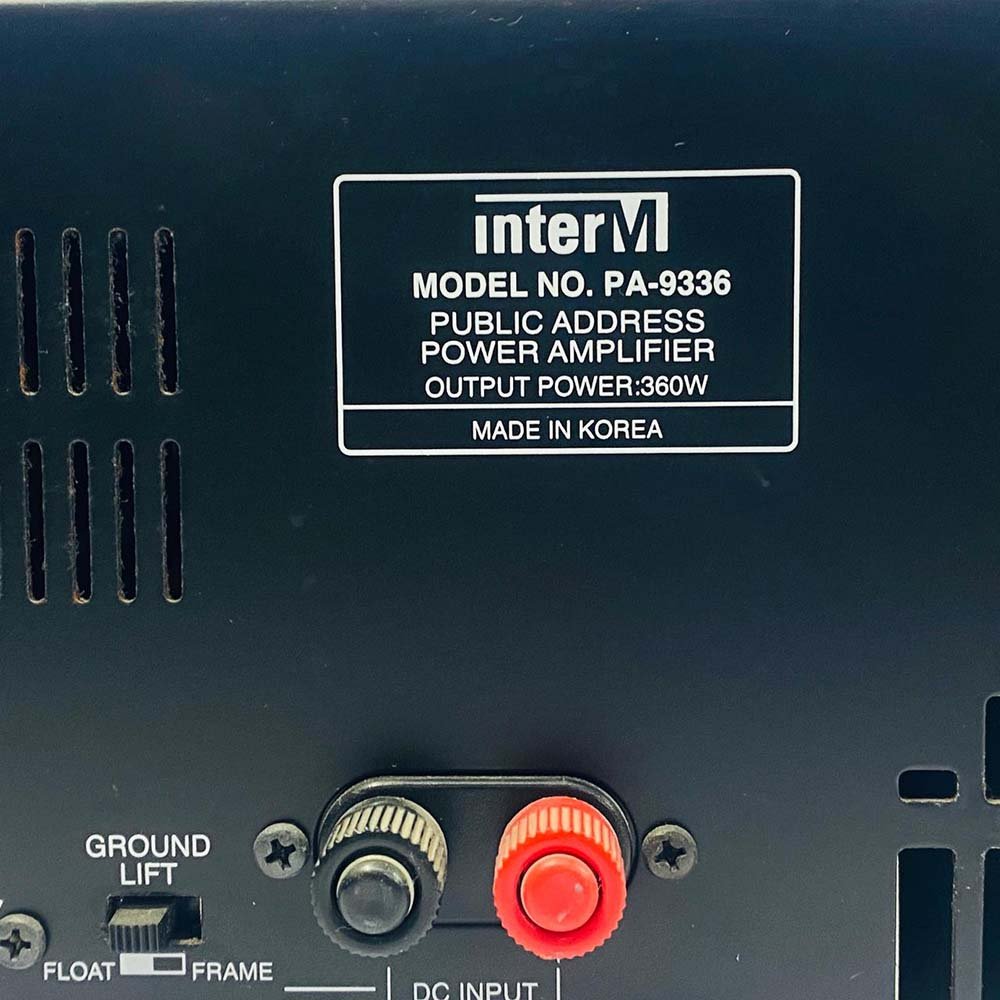 interM
MODEL NO. PA-9336
PUBLIC ADDRESS
POWER AMPLIFIER
OUTPUT POWER:360W
MADE IN KOREA
GROUND
LIFT
FLOAT FRAME
DC INPUT